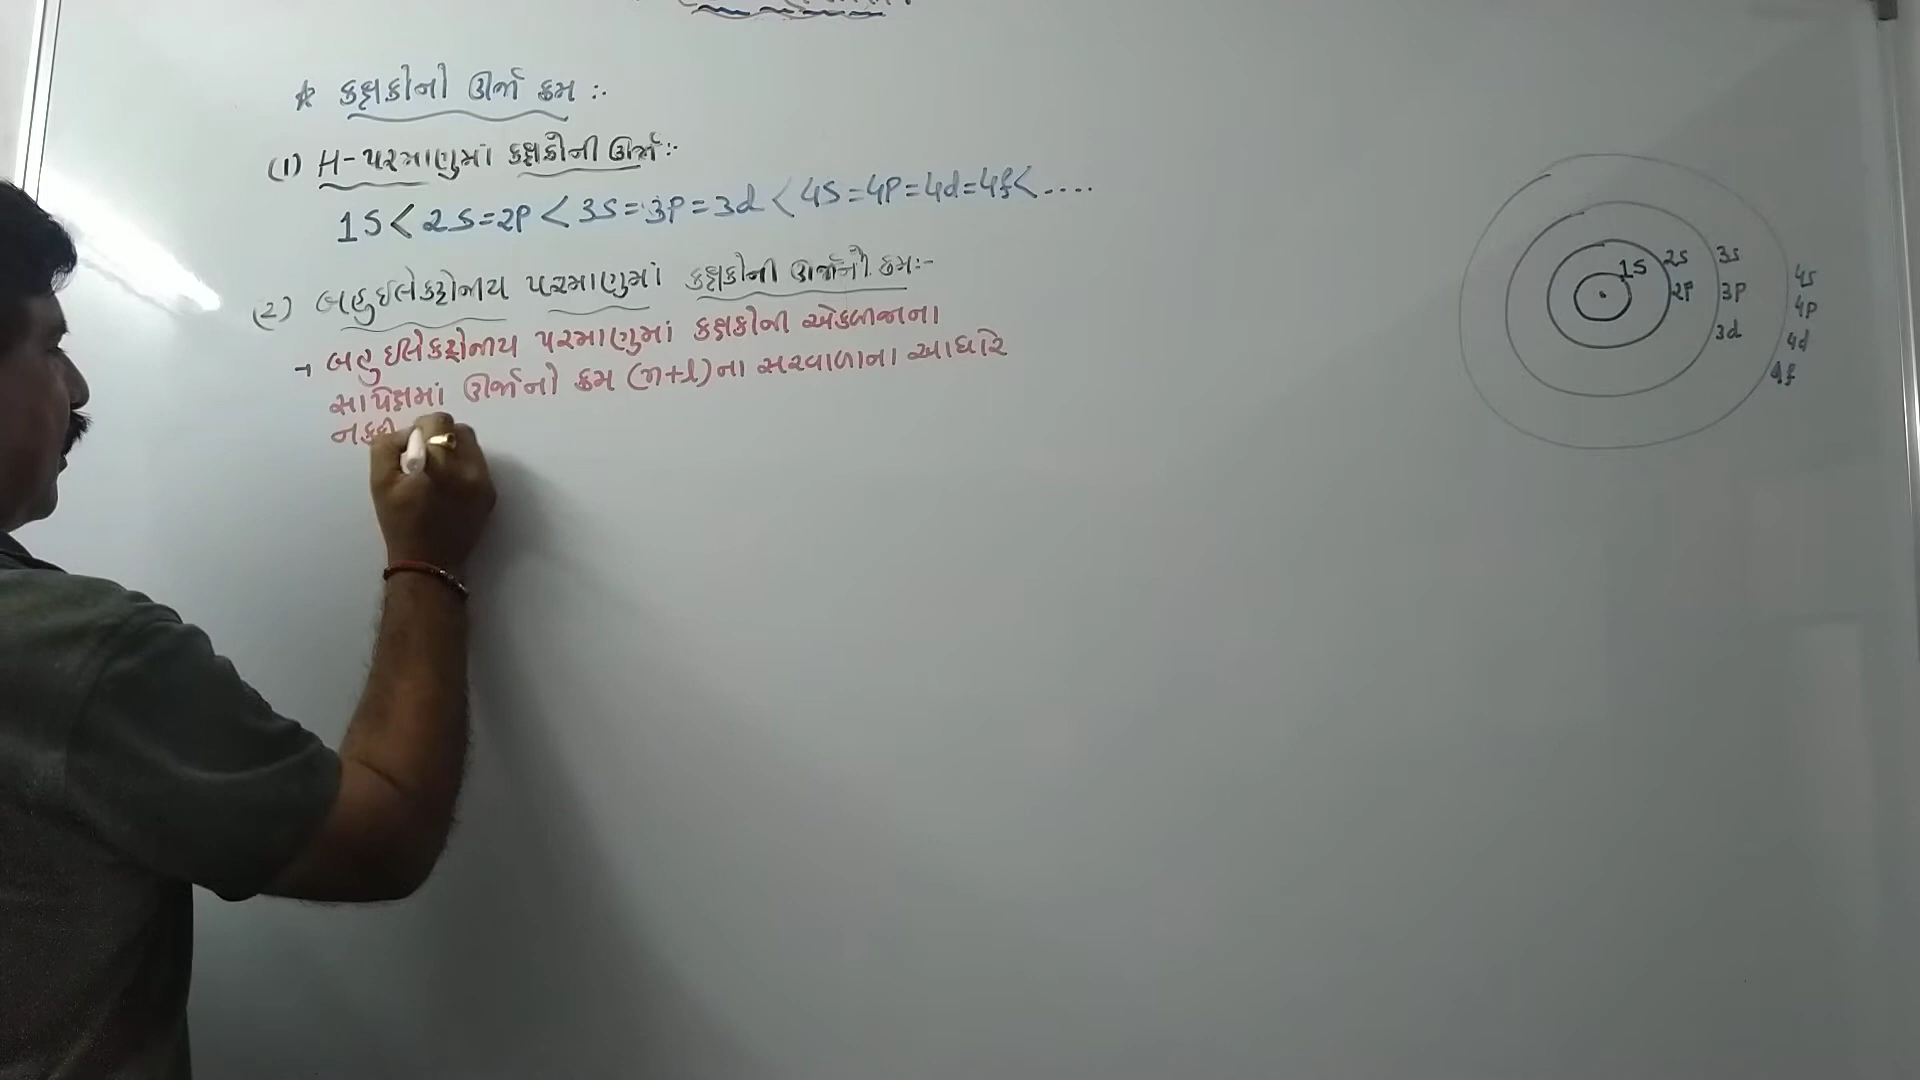 ☆ કક્ષકોનો ઊર્જા ક્રમ :-
(1) H-પરમાણુમાં કક્ષકોની ઊર્જા:-
1S < 2S = 2P < 3S = 3P = 3d < 4S = 4P = 4d = 4f < ....
(2) બહુઇલેક્ટ્રોનીય પરમાણુમાં કક્ષકોની ઊર્જાનો ક્રમ:-
→ બહુઇલેક્ટ્રોનીય પરમાણુમાં કક્ષકોની એકબીજાના
સાપેક્ષમાં ઊર્જાનો ક્રમ (n+l) ના સરવાળાના આધારે
નક્કી
1S
2S
2P
3S
3P
3d
4S
4P
4d
4f